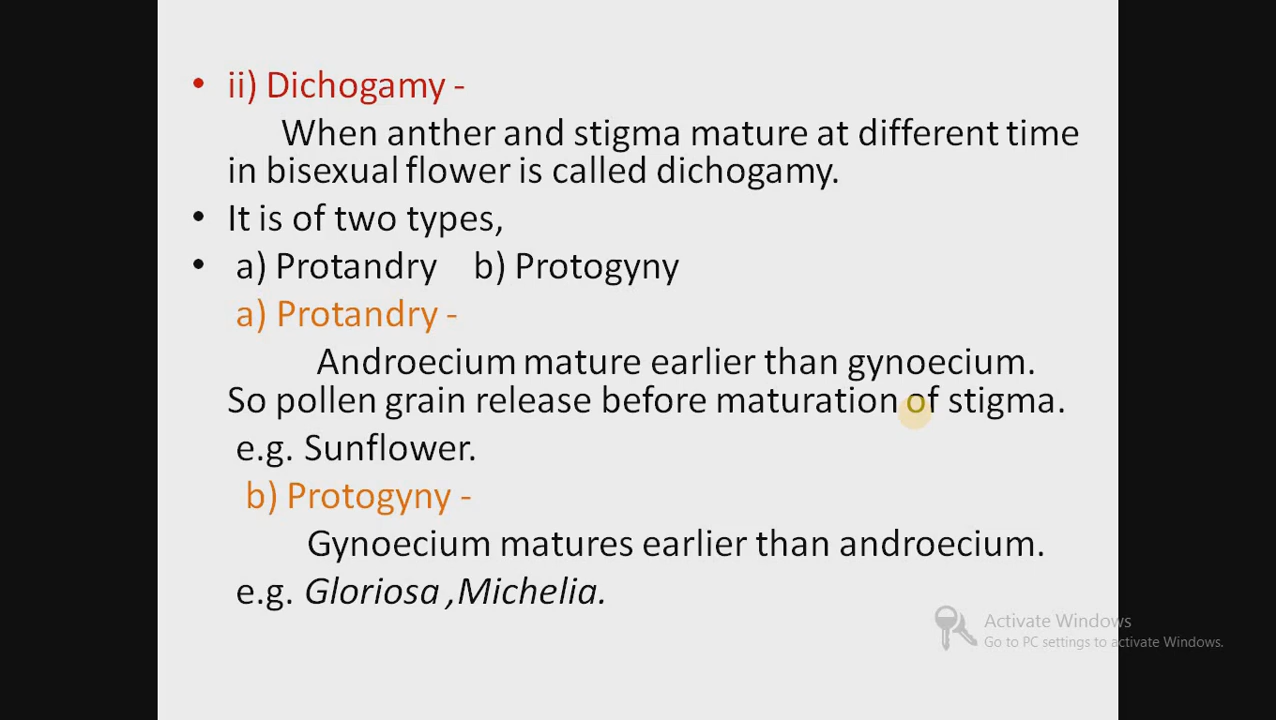 • ii) Dichogamy -
When anther and stigma mature at different time
in bisexual flower is called dichogamy.
• It is of two types,
• a) Protandry b) Protogyny
a) Protandry -
Androecium mature earlier than gynoecium.
So pollen grain release before maturation of stigma.
e.g. Sunflower.
b) Protogyny -
Gynoecium matures earlier than androecium.
e.g. Gloriosa ,Michelia.
Activate Windows
Go to PC settings to activate Windows.